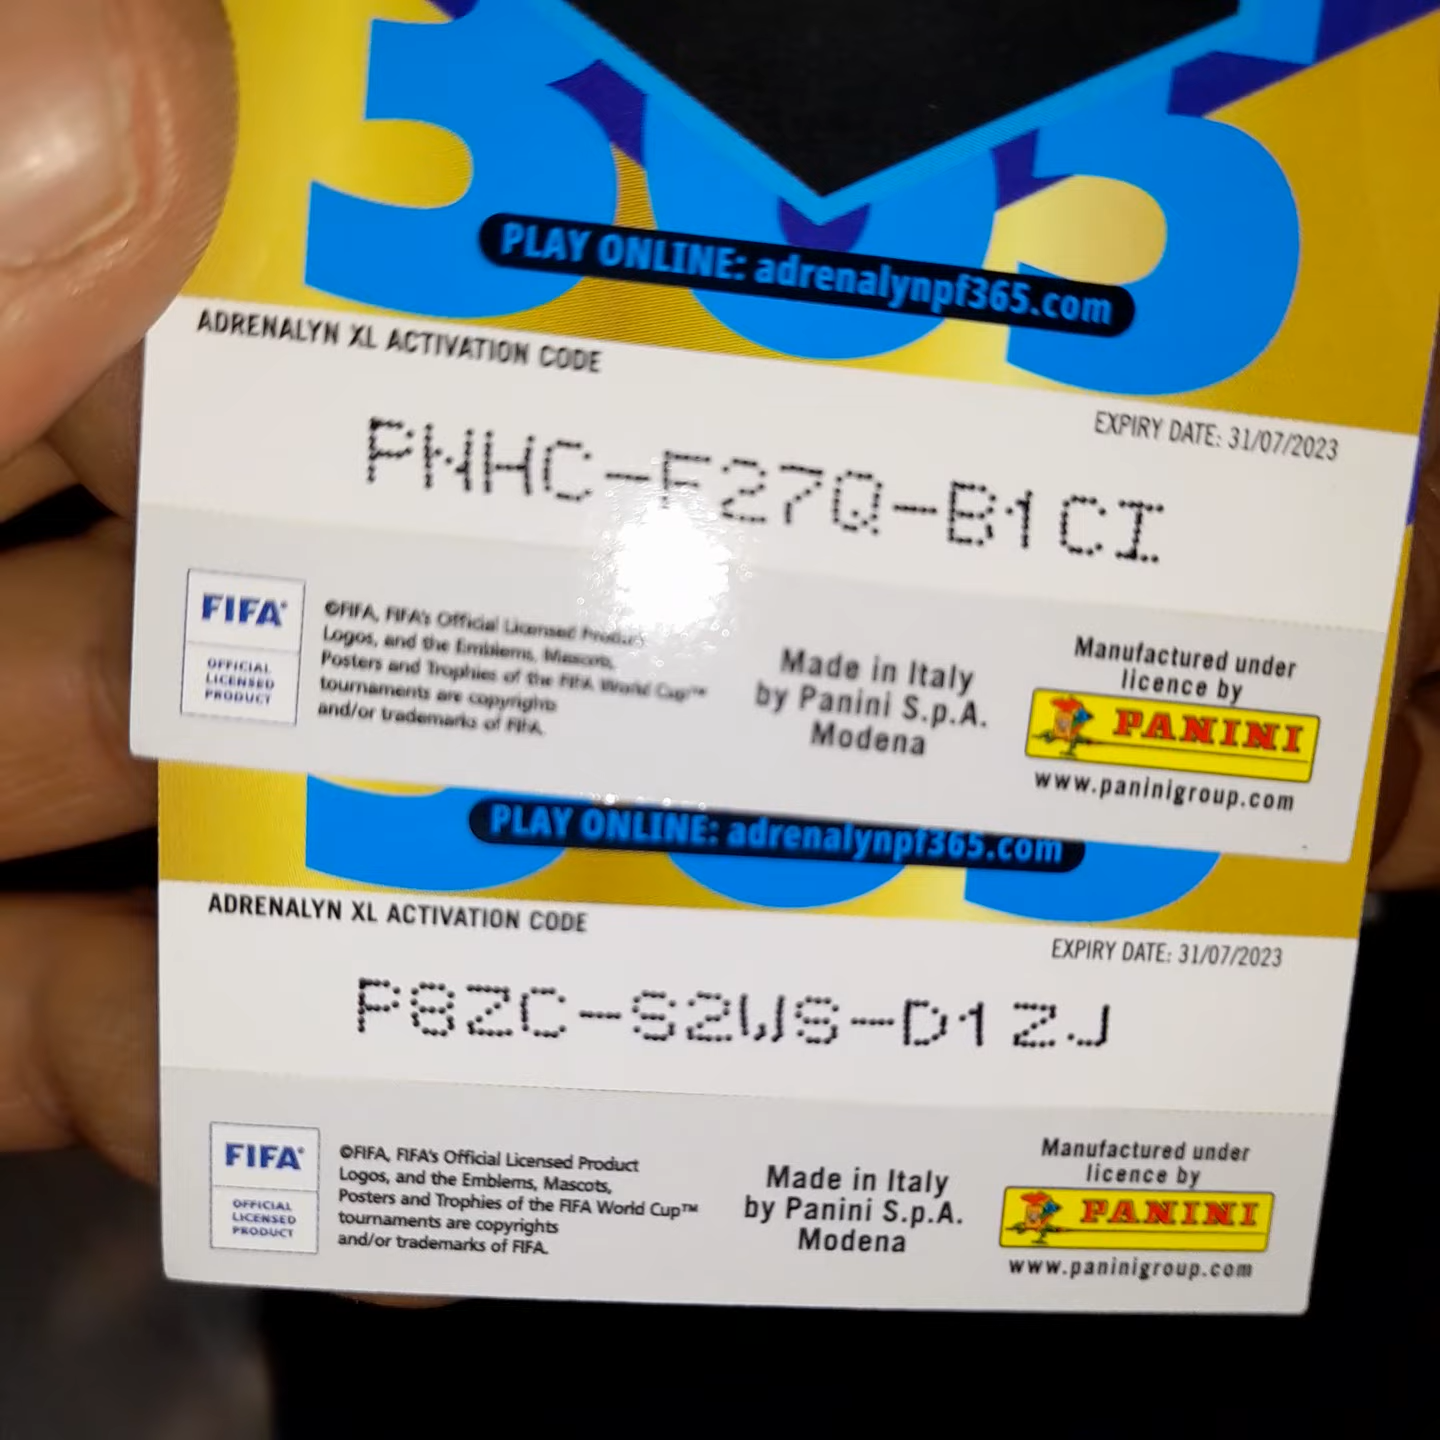 365
PLAY ONLINE: adrenalynpf365.com
ADRENALYN XL ACTIVATION CODE
EXPIRY DATE: 31/07/2023
PNHC-F27Q-B1CI
FIFA
OFFICIAL
LICENSED
PRODUCT
©FIFA, FIFA's Official Licensed Product
Logos, and the Emblems, Mascots,
Posters and Trophies of the FIFA World Cup™
tournaments are copyrights
and/or trademarks of FIFA.
Made in Italy
by Panini S.p.A.
Modena
Manufactured under
licence by
PANINI
www.paninigroup.com
PLAY ONLINE: adrenalynpf365.com
ADRENALYN XL ACTIVATION CODE
EXPIRY DATE: 31/07/2023
P8ZC-S2WS-D1ZJ
FIFA
OFFICIAL
LICENSED
PRODUCT
©FIFA, FIFA's Official Licensed Product
Logos, and the Emblems, Mascots,
Posters and Trophies of the FIFA World Cup™
tournaments are copyrights
and/or trademarks of FIFA.
Made in Italy
by Panini S.p.A.
Modena
Manufactured under
licence by
PANINI
www.paninigroup.com